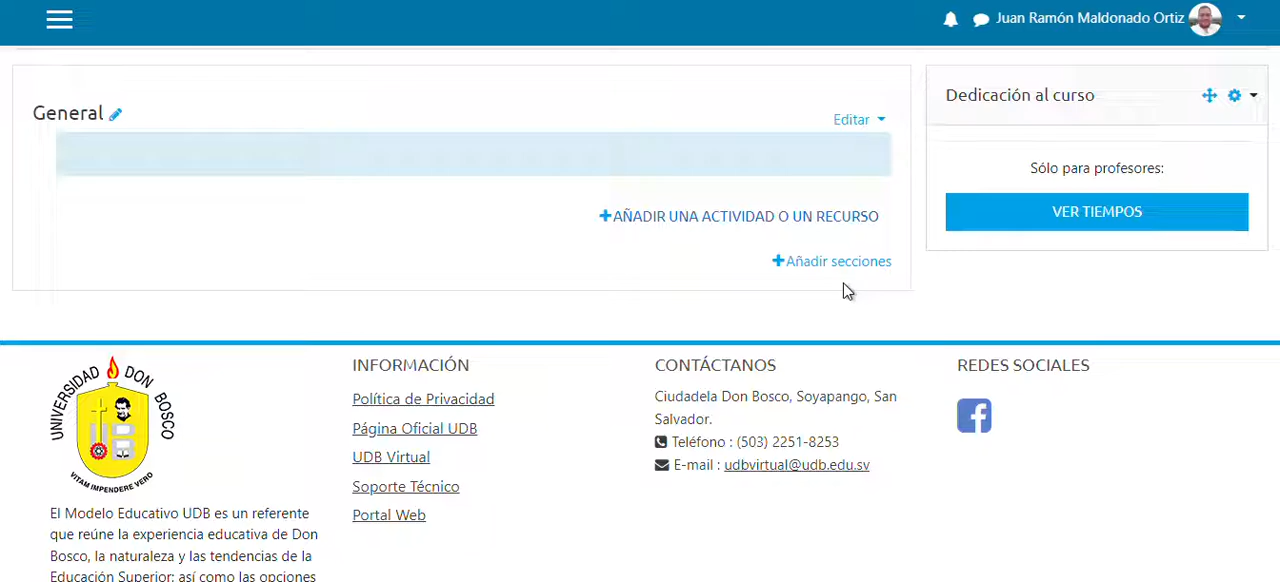 Juan Ramón Maldonado Ortiz
General
Editar
AÑADIR UNA ACTIVIDAD O UN RECURSO
Añadir secciones
Dedicación al curso
Sólo para profesores:
VER TIEMPOS
UNIVERSIDAD DON BOSCO
VITAM IMPENDERE VERO
El Modelo Educativo UDB es un referente
que reúne la experiencia educativa de Don
Bosco, la naturaleza y las tendencias de la
Educación Superior; así como las opciones
INFORMACIÓN
Política de Privacidad
Página Oficial UDB
UDB Virtual
Soporte Técnico
Portal Web
CONTÁCTANOS
Ciudadela Don Bosco, Soyapango, San
Salvador.
Teléfono : (503) 2251-8253
E-mail : udbvirtual@udb.edu.sv
REDES SOCIALES